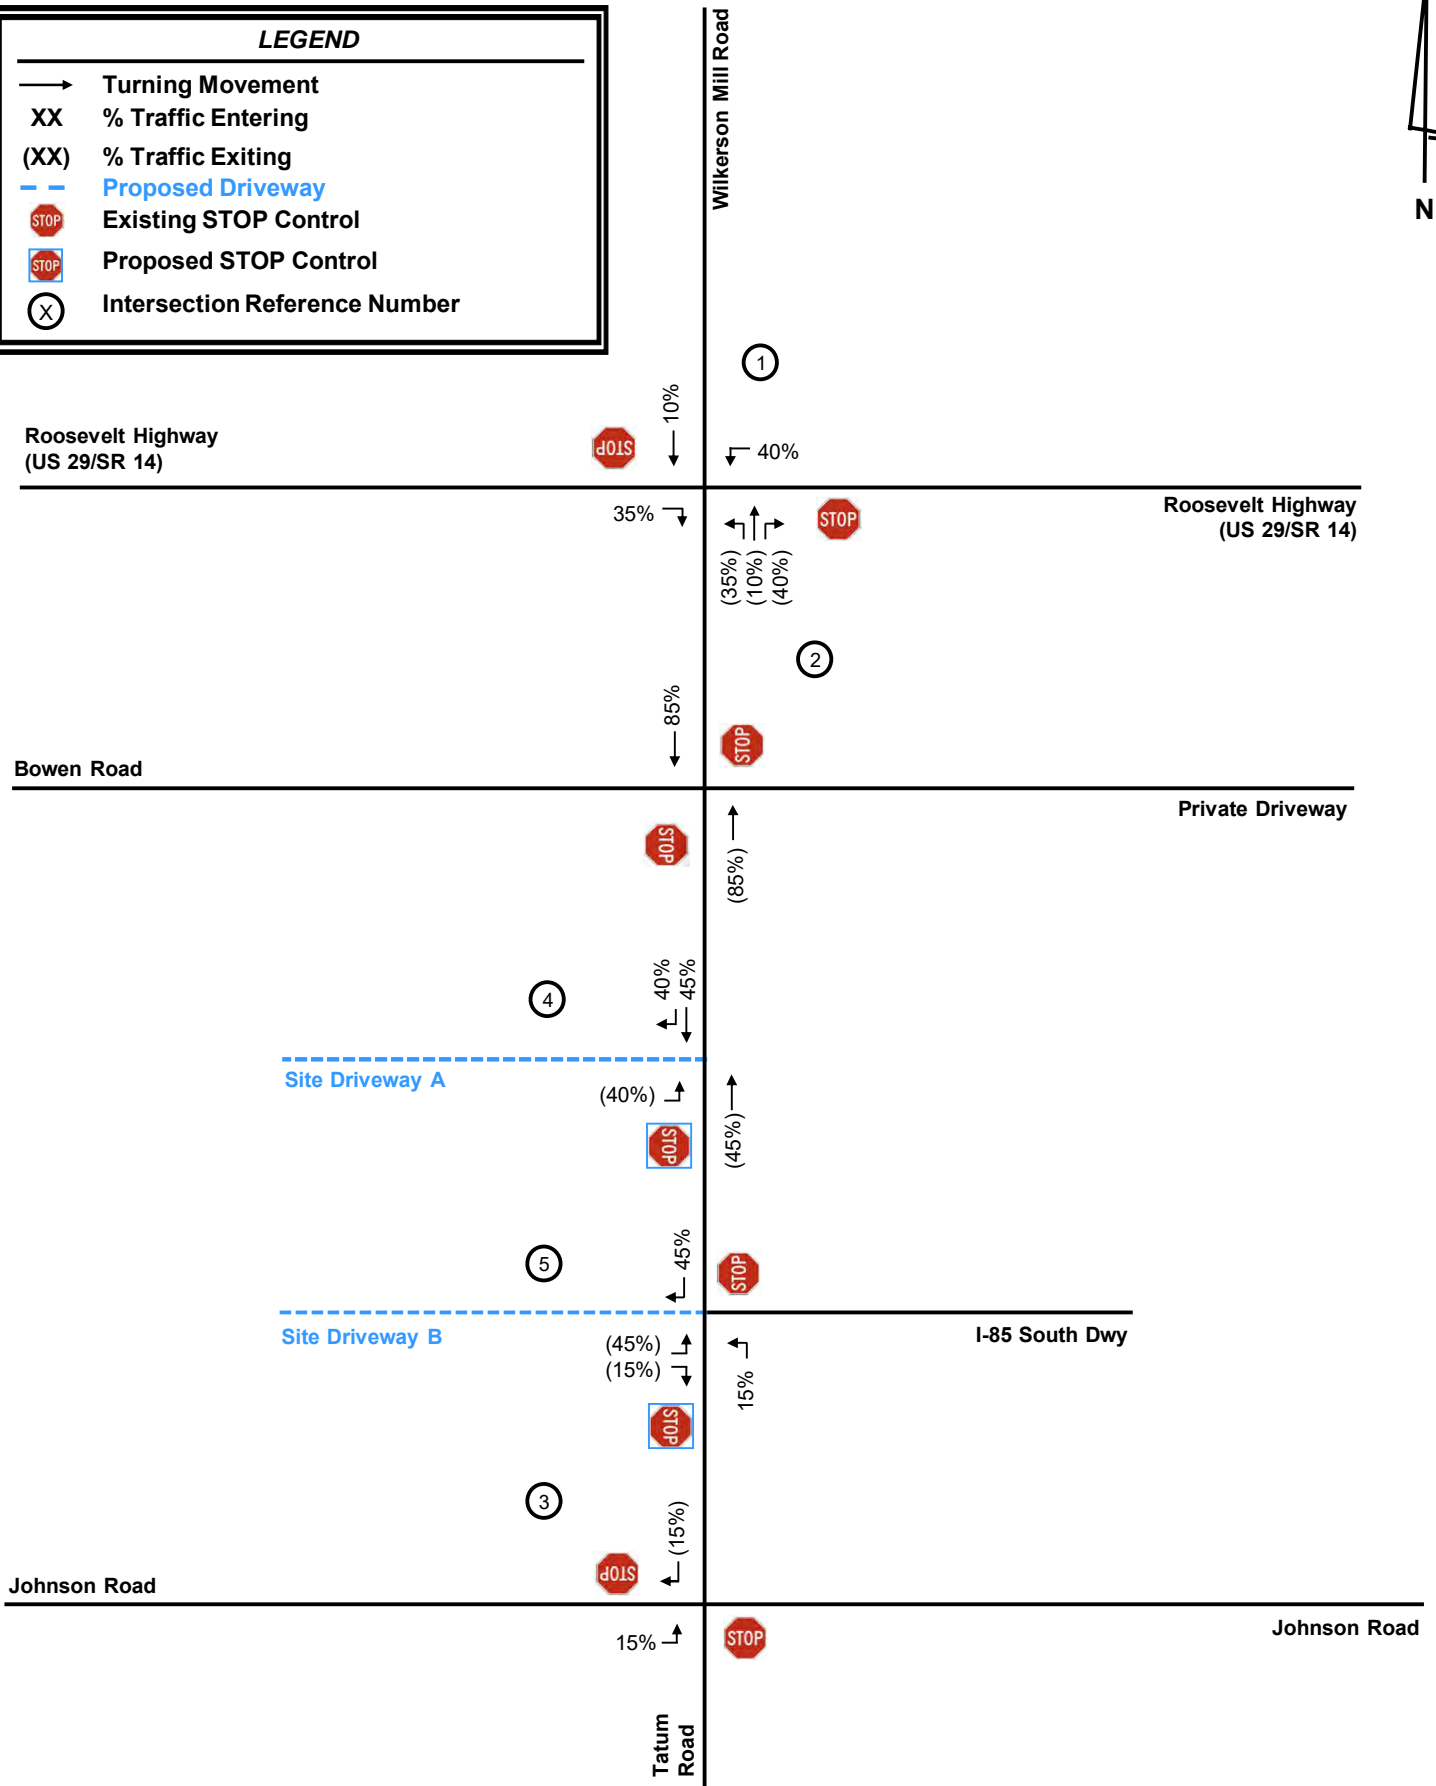 LEGEND
Turning Movement
XX % Traffic Entering
(XX) % Traffic Exiting
Proposed Driveway
STOP Existing STOP Control
STOP Proposed STOP Control
X Intersection Reference Number
Wilkerson Mill Road
N
1
10%
Roosevelt Highway
(US 29/SR 14)
STOP
40%
35%
STOP
Roosevelt Highway
(US 29/SR 14)
(35%)
(10%)
(40%)
2
85%
STOP
Bowen Road
Private Driveway
STOP
(85%)
4
40%
45%
Site Driveway A
(40%)
(45%)
STOP
5
45%
STOP
Site Driveway B
I-85 South Dwy
(45%)
(15%)
15%
STOP
3
(15%)
STOP
Johnson Road
Johnson Road
15%
STOP
Tatum
Road